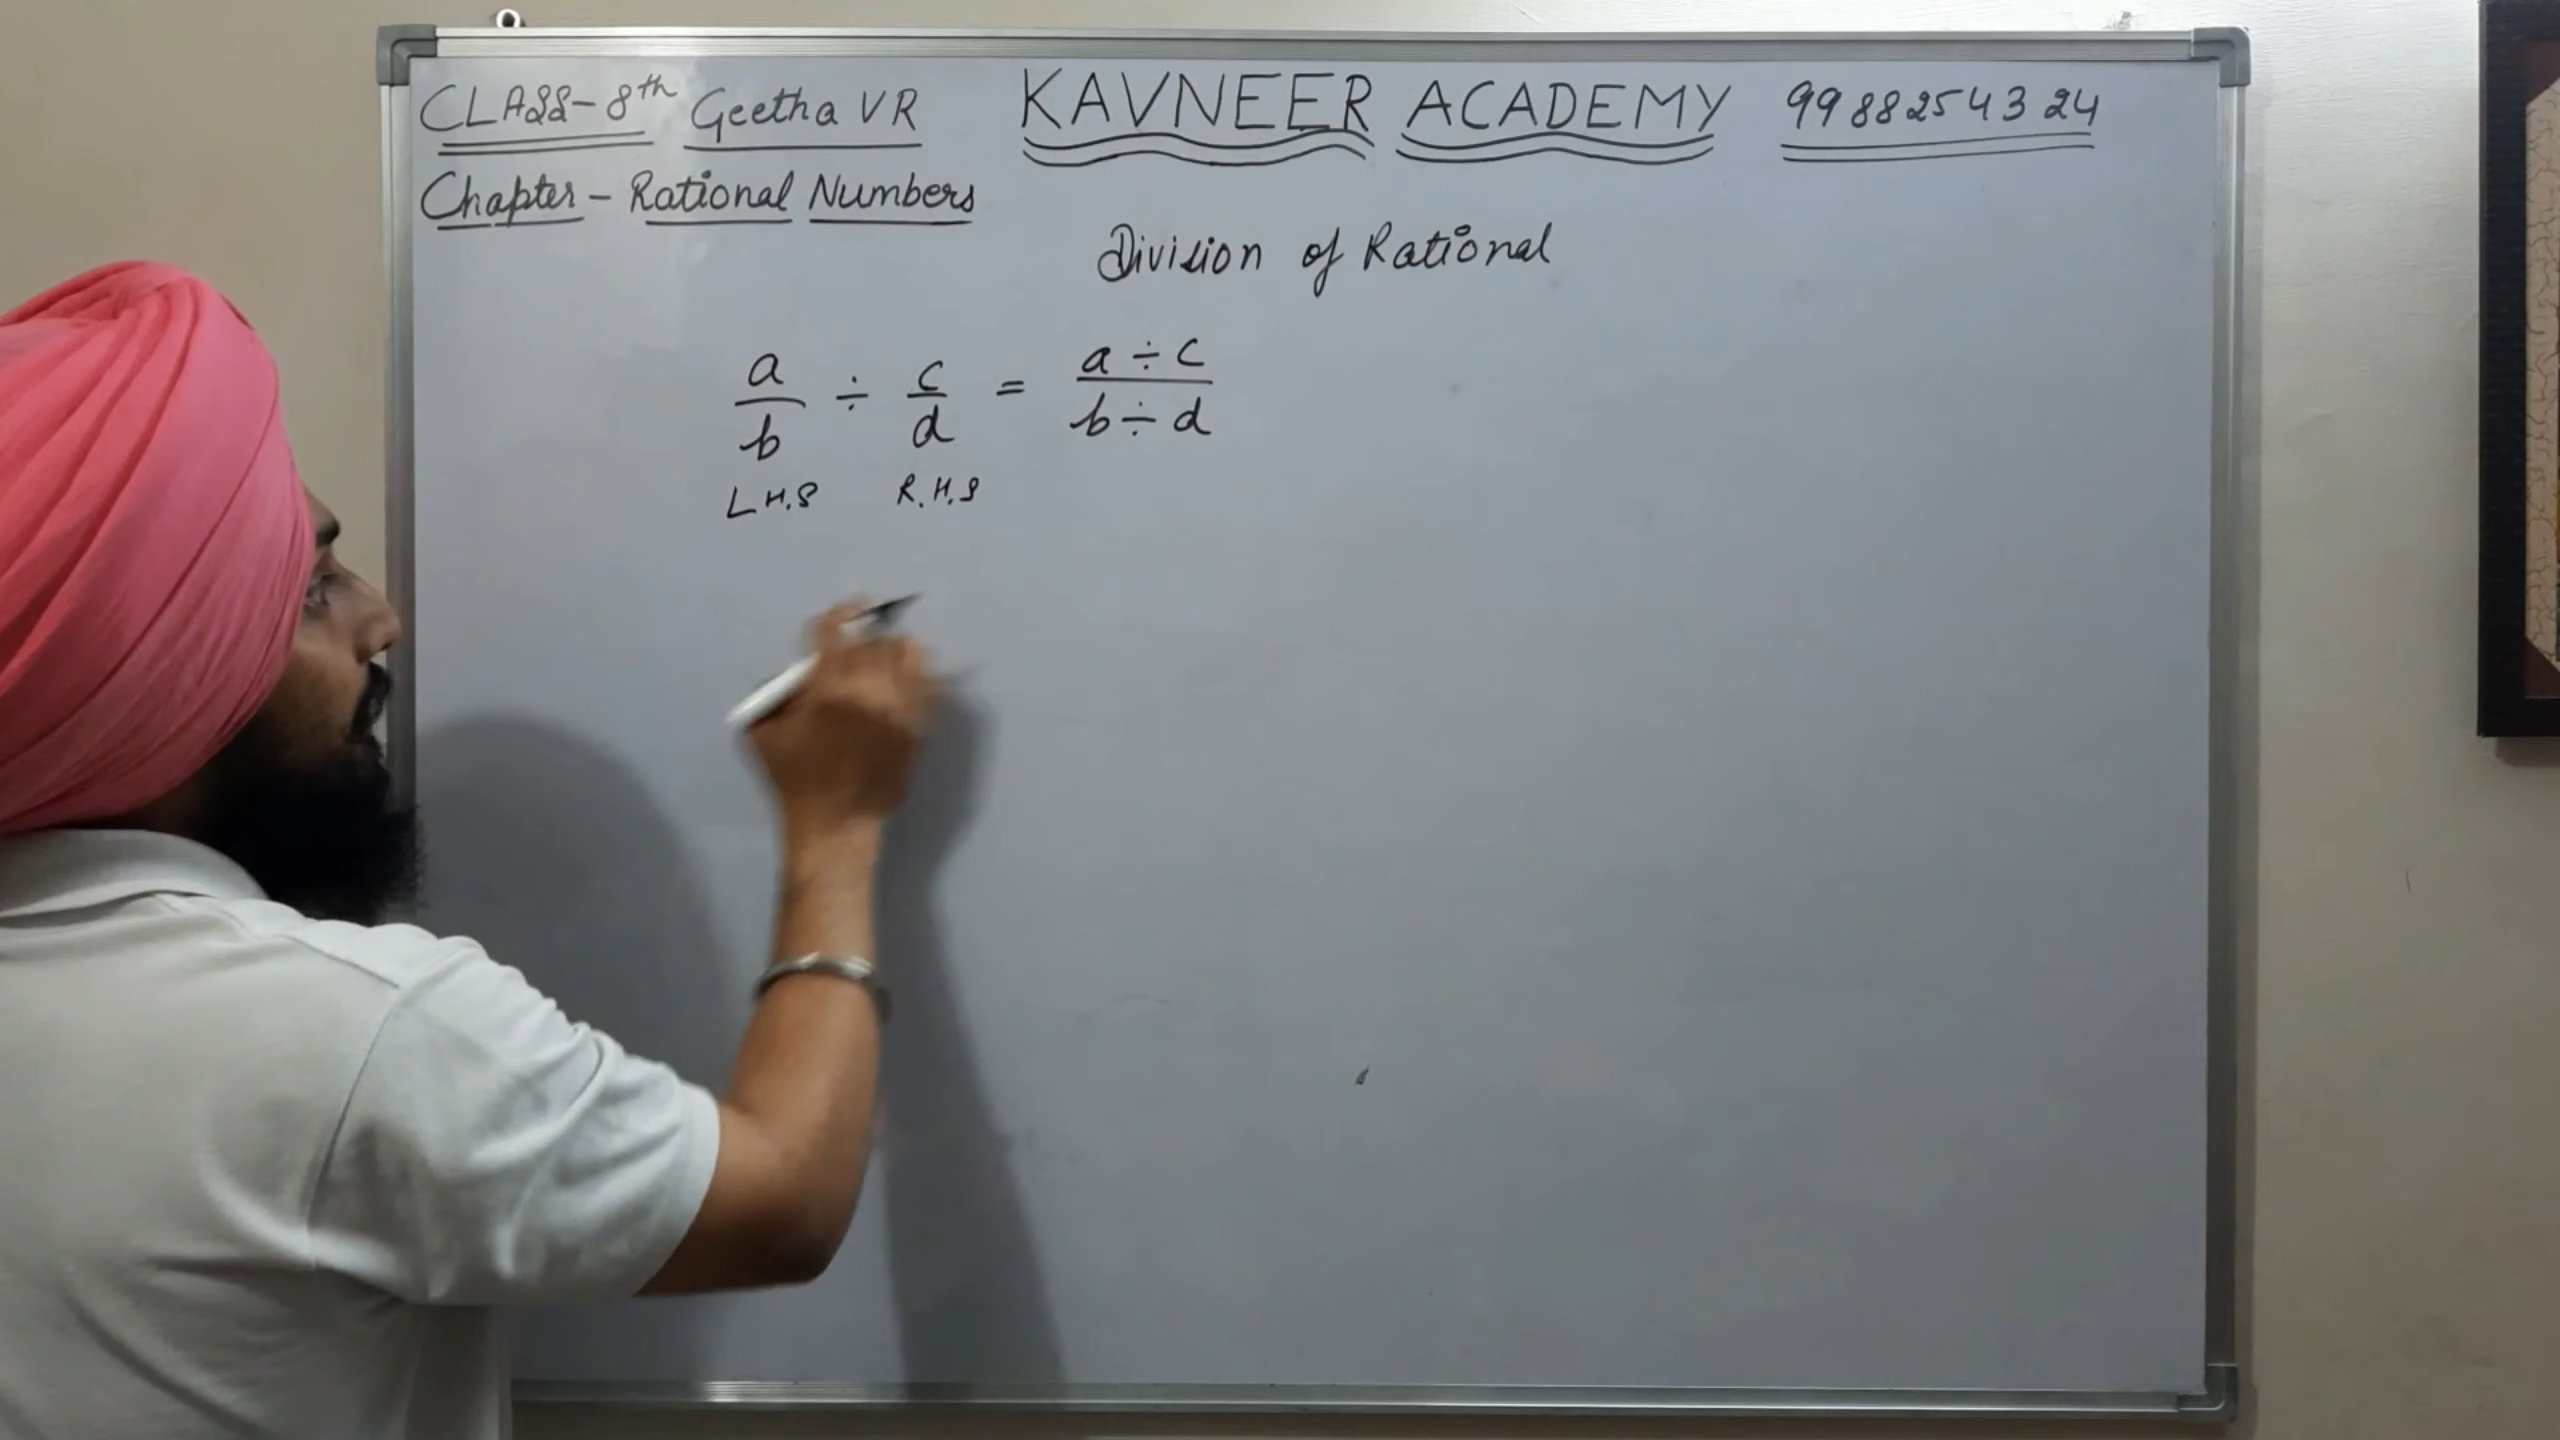 CLASS-8th Geetha VR KAVNEER ACADEMY 9988254324
Chapter - Rational Numbers
Division of Rational
a/b ÷ c/d = a ÷ c / b ÷ d
L H.S R.H.S